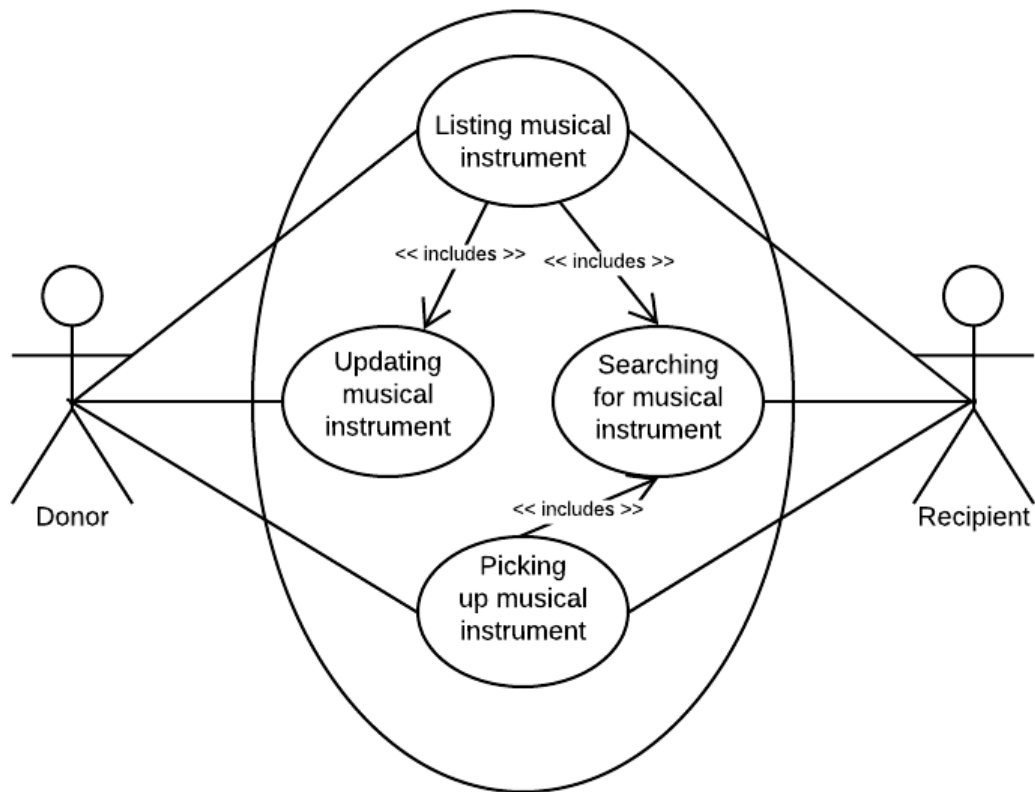 Listing musical
instrument
<< includes >>
<< includes >>
Updating
musical
instrument
Searching
for musical
instrument
<< includes >>
Donor
Recipient
Picking
up musical
instrument